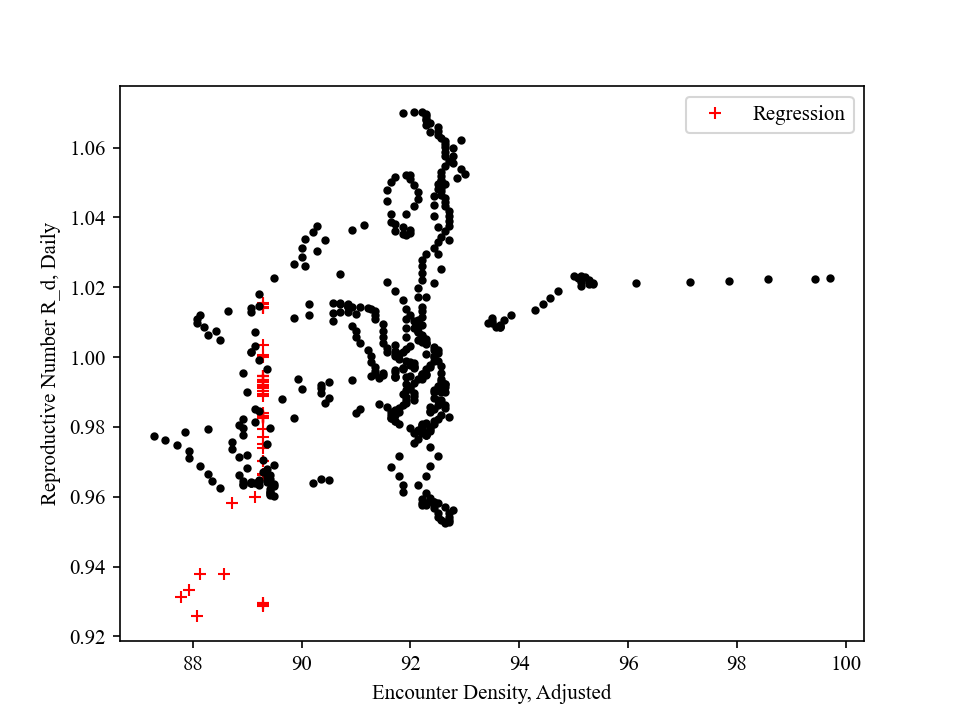 Regression
1.06
1.04
1.02
1.00
0.98
0.96
0.94
0.92
Reproductive Number R_d, Daily
88 90 92 94 96 98 100
Encounter Density, Adjusted